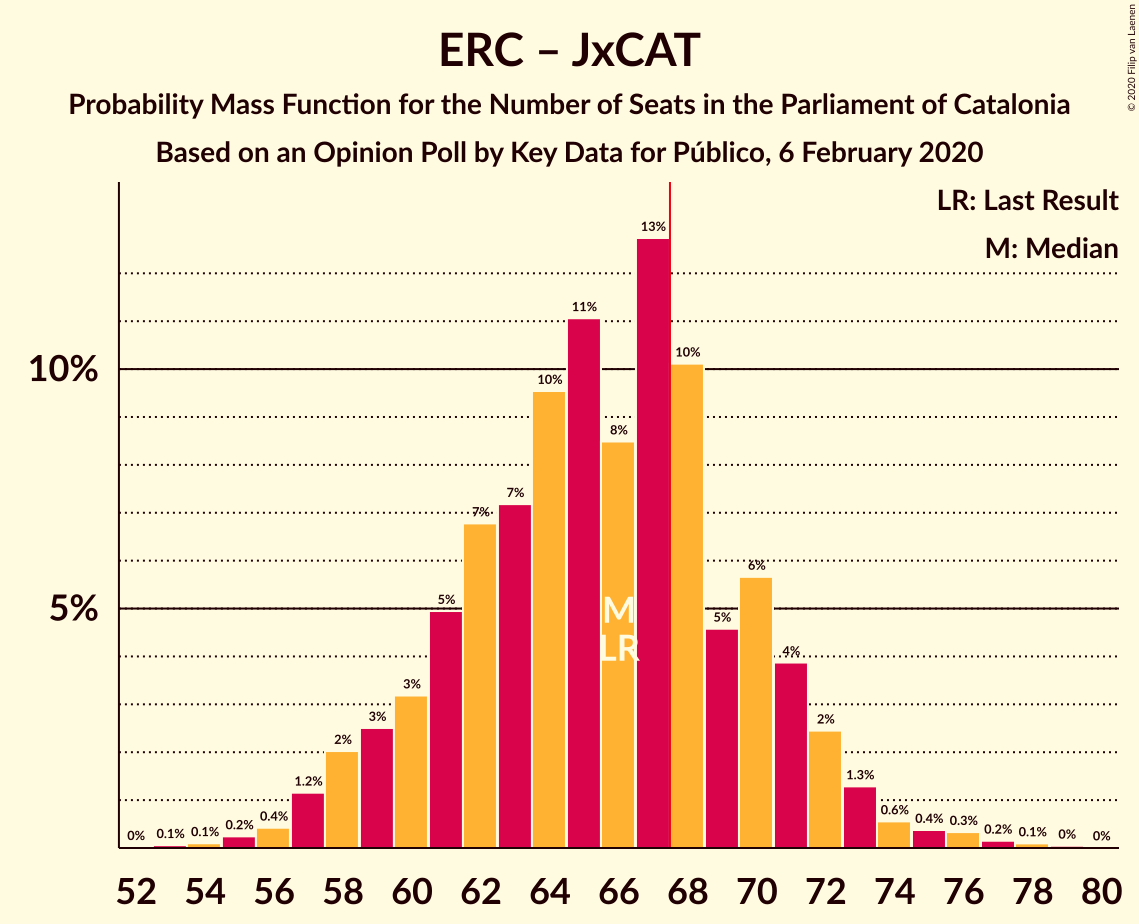 ERC – JxCAT
Probability Mass Function for the Number of Seats in the Parliament of Catalonia
Based on an Opinion Poll by Key Data for Público, 6 February 2020
© 2020 Filip van Laenen
LR: Last Result
M: Median
10%
5%
0% 0.1% 0.1% 0.2% 0.4% 1.2% 2% 3% 3% 5% 7% 7% 10% 11% 8% 13% 10% 5% 6% 4% 2% 1.3% 0.6% 0.4% 0.3% 0.2% 0.1% 0% 0%
M
LR
52 54 56 58 60 62 64 66 68 70 72 74 76 78 80